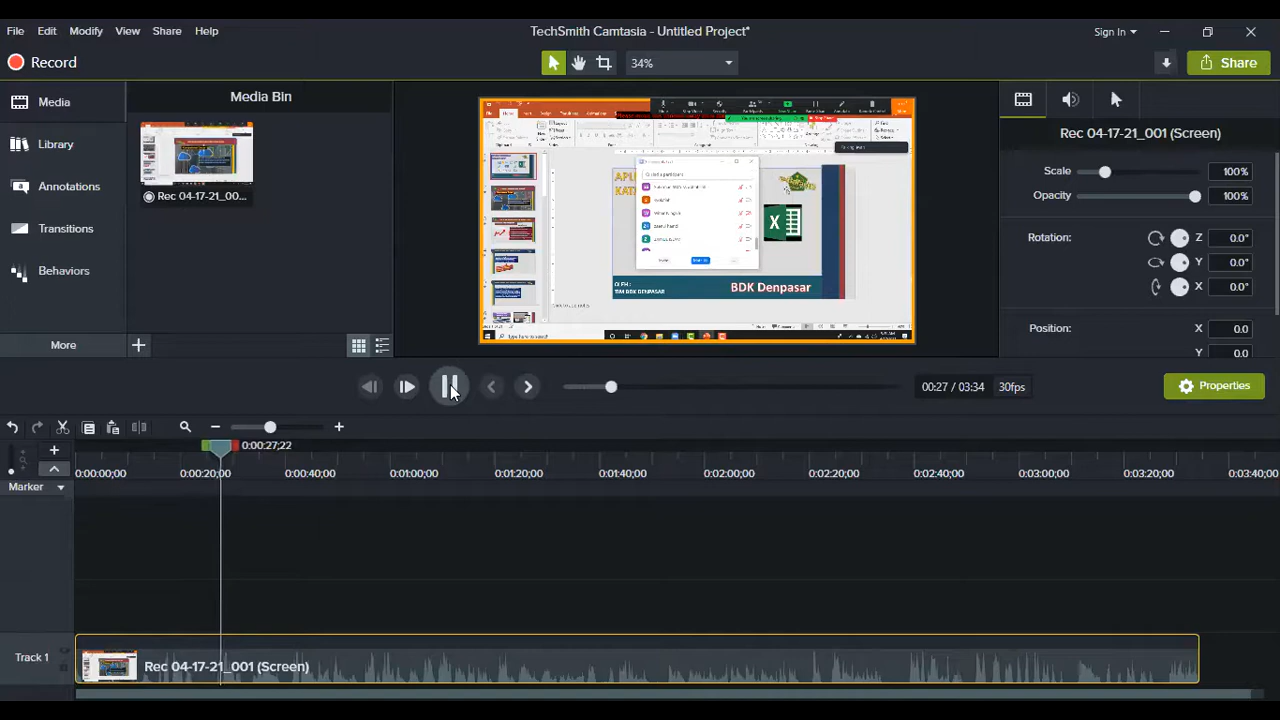 File Edit Modify View Share Help
TechSmith Camtasia - Untitled Project*
Sign In
Record
34%
Share
Media
Library
Annotations
Transitions
Behaviors
More
Media Bin
Rec 04-17-21_00...
OLEH :
TIM BDK DENPASAR
BDK Denpasar
Rec 04-17-21_001 (Screen)
Scale 100%
Opacity 100%
Rotation: Z 0.0°
Y 0.0°
X 0.0°
Position: X 0.0
Y 0.0
00:27 / 03:34 30fps
Properties
0:00:27;22
0:00:00;00 0:00:20;00 0:00:40;00 0:01:00;00 0:01:20;00 0:01:40;00 0:02:00;00 0:02:20;00 0:02:40;00 0:03:00;00 0:03:20;00 0:03:40;00
Marker
Track 1
Rec 04-17-21_001 (Screen)